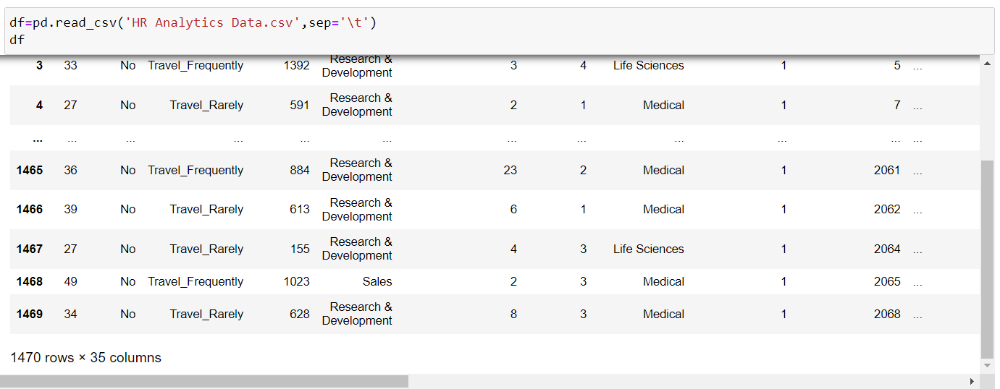 df=pd.read_csv('HR Analytics Data.csv',sep='\t')
df
3 33 No Travel_Frequently 1392 Research & Development 3 4 Life Sciences 1 5 ...
4 27 No Travel_Rarely 591 Research & Development 2 1 Medical 1 7 ...
... ... ... ... ... ... ... ... ... ... ... ...
1465 36 No Travel_Frequently 884 Research & Development 23 2 Medical 1 2061 ...
1466 39 No Travel_Rarely 613 Research & Development 6 1 Medical 1 2062 ...
1467 27 No Travel_Rarely 155 Research & Development 4 3 Life Sciences 1 2064 ...
1468 49 No Travel_Frequently 1023 Sales 2 3 Medical 1 2065 ...
1469 34 No Travel_Rarely 628 Research & Development 8 3 Medical 1 2068 ...
1470 rows × 35 columns